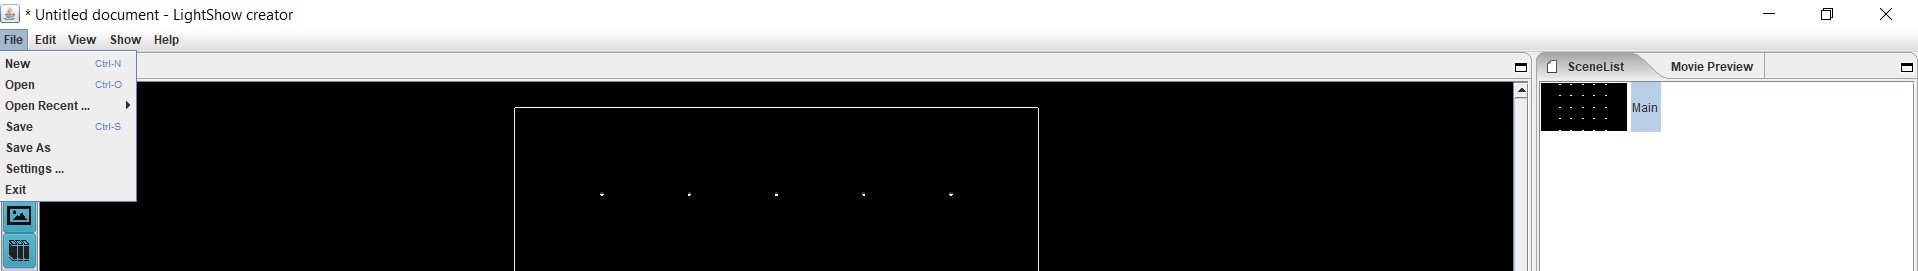 * Untitled document - LightShow creator
File Edit View Show Help
New Ctrl-N
Open Ctrl-O
Open Recent ...
Save Ctrl-S
Save As
Settings ...
Exit
SceneList Movie Preview
Main